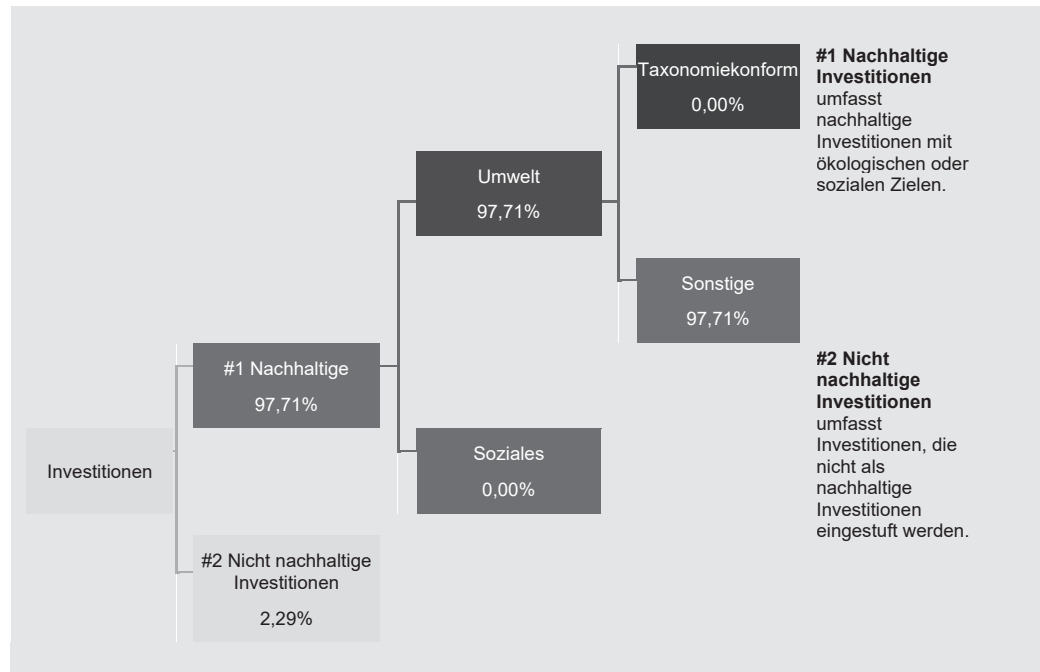 Investitionen
#1 Nachhaltige
97,71%
#2 Nicht nachhaltige
Investitionen
2,29%
Umwelt
97,71%
Soziales
0,00%
Taxonomiekonform
0,00%
Sonstige
97,71%
#1 Nachhaltige
Investitionen
umfasst
nachhaltige
Investitionen mit
ökologischen oder
sozialen Zielen.
#2 Nicht
nachhaltige
Investitionen
umfasst
Investitionen, die
nicht als
nachhaltige
Investitionen
eingestuft werden.